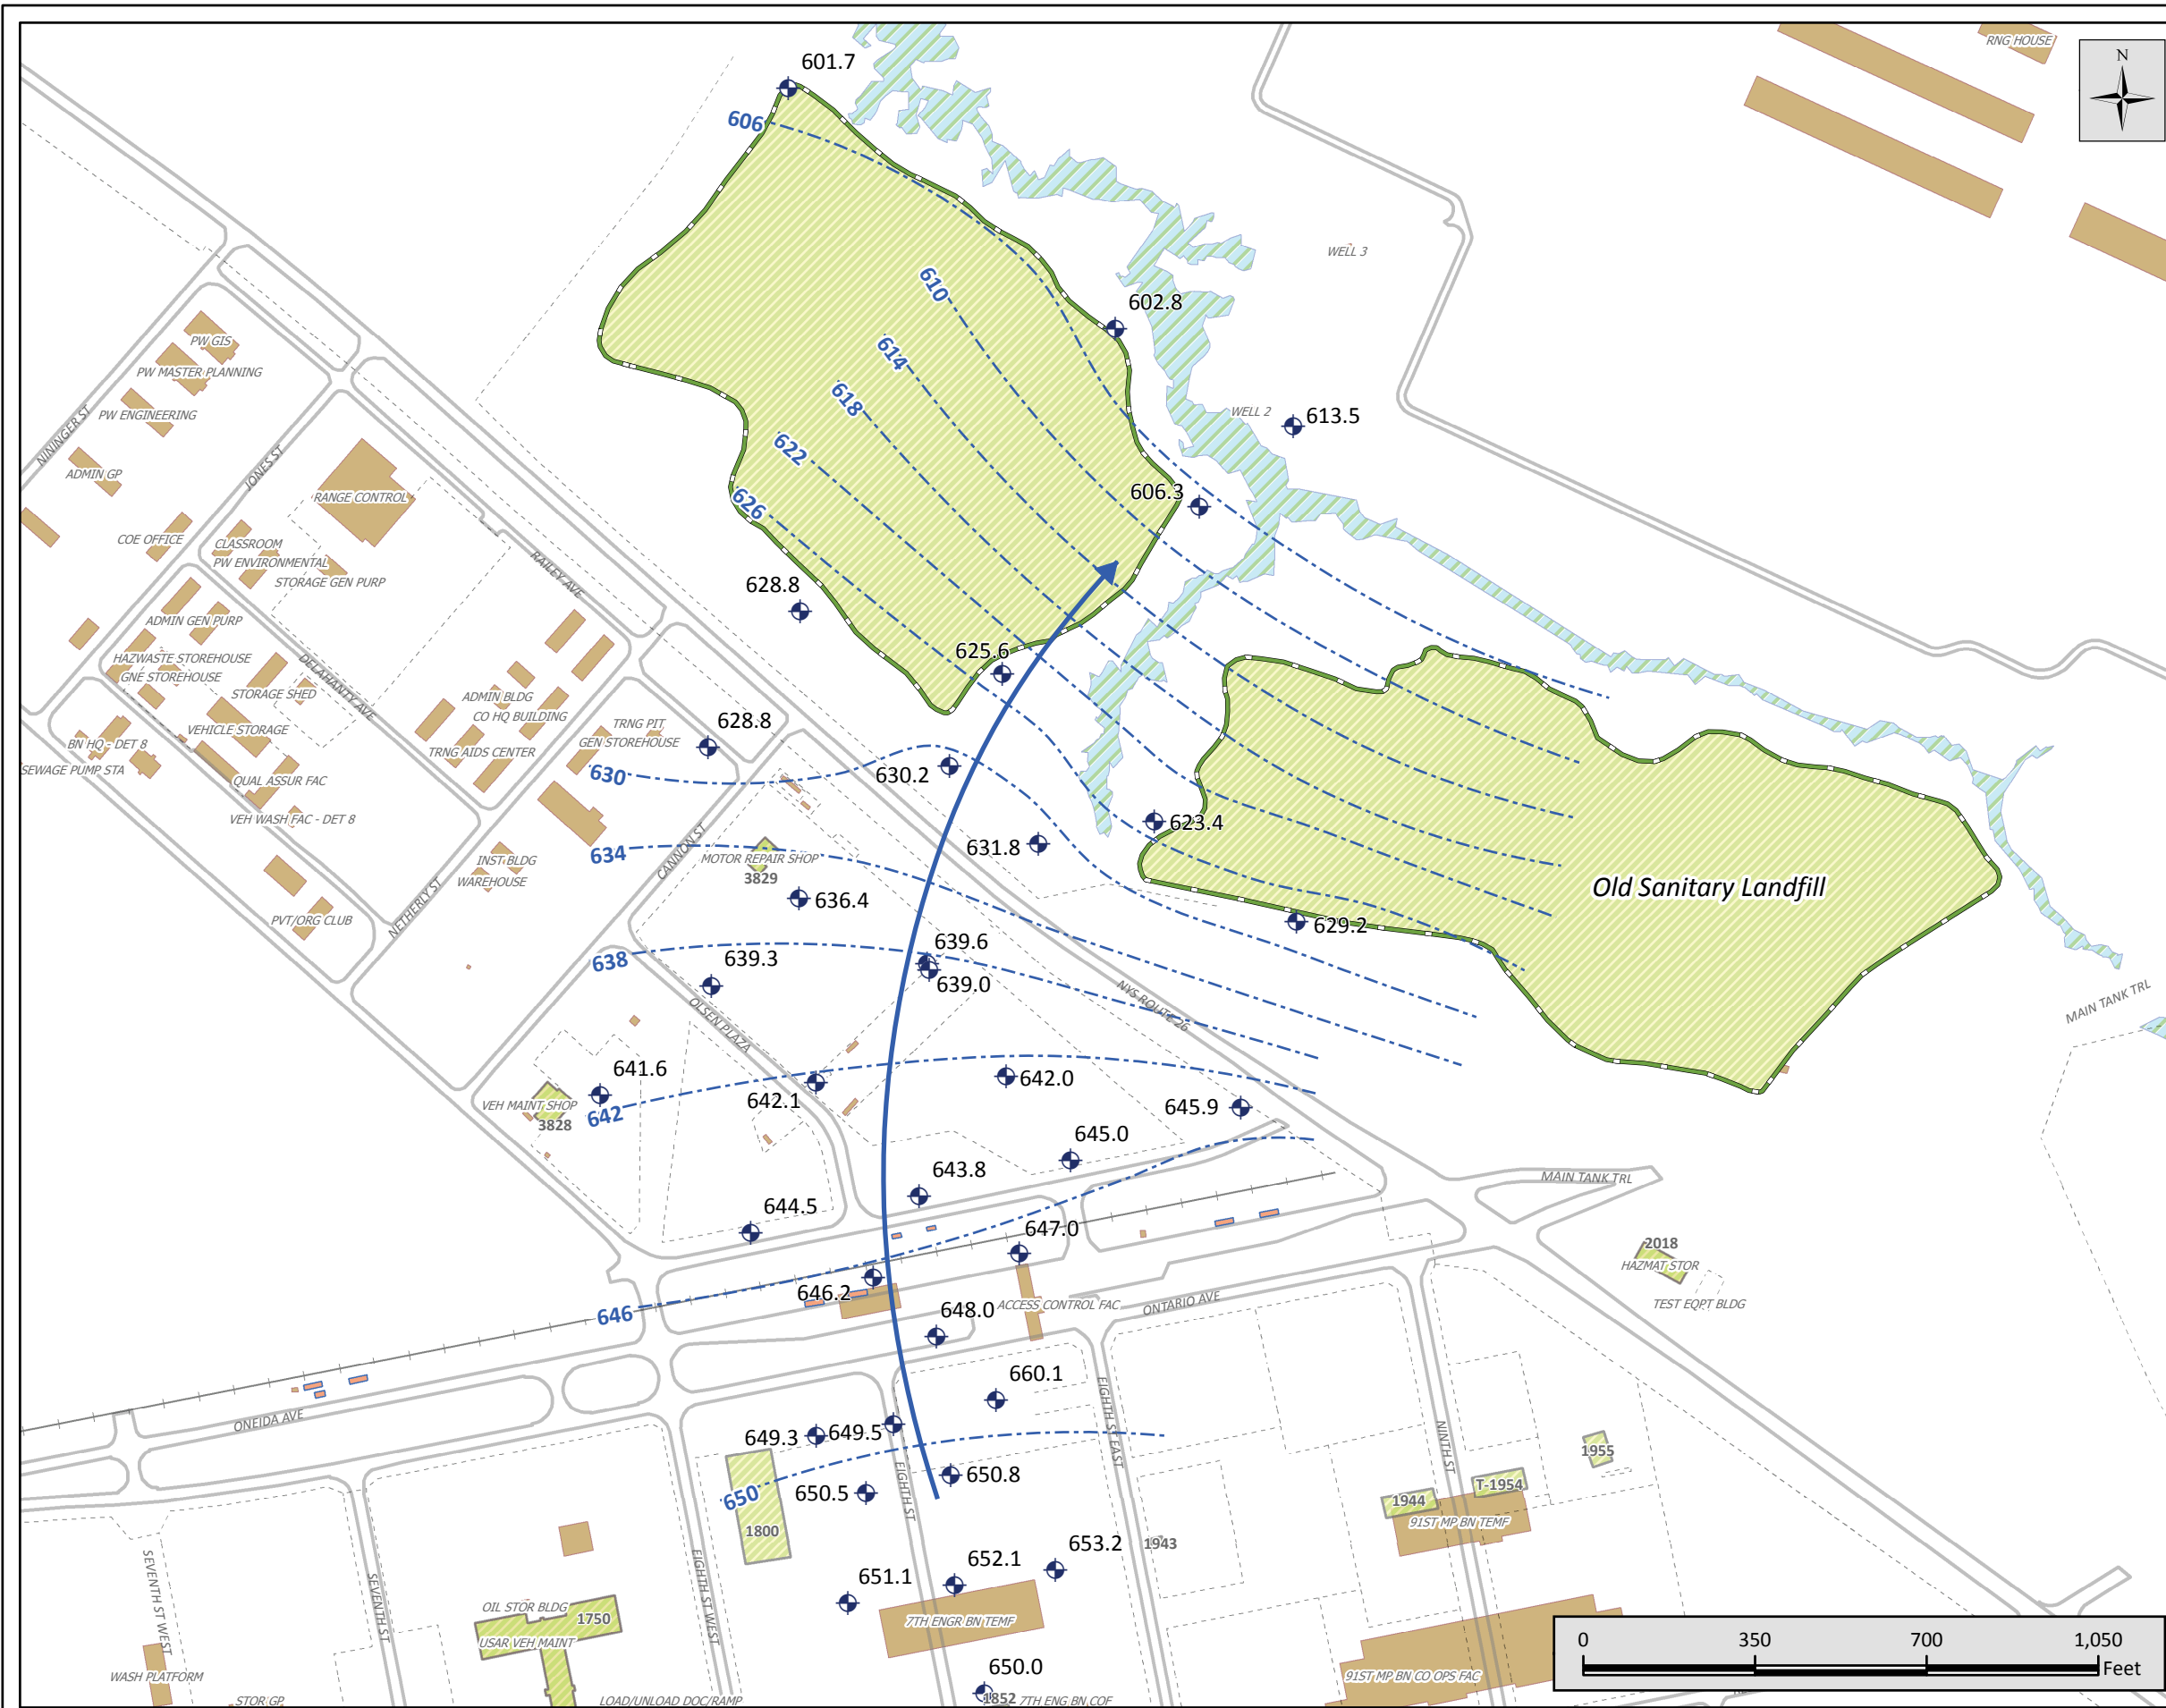 601.7
RNG HOUSE
N
606
WELL 3
610
602.8
PW GIS
614
PW MASTER PLANNING
618
WELL 2
613.5
PW ENGINEERING
NININGER ST
622
ADMIN GP
JONES ST
RANGE CONTROL
606.3
626
COE OFFICE
CLASSROOM
PW ENVIRONMENTAL
STORAGE GEN PURP
RAILEY AVE
628.8
ADMIN GEN PURP
625.6
HAZWASTE STOREHOUSE
GNE STOREHOUSE
DELAHANTY AVE
STORAGE SHED
ADMIN BLDG
CO HQ BUILDING
628.8
TRNG PIT
VEHICLE STORAGE
GEN STOREHOUSE
BN HQ - DET 8
TRNG AIDS CENTER
SEWAGE PUMP STA
QUAL ASSUR FAC
630
630.2
VEH WASH FAC - DET 8
623.4
CANNON ST
634
631.8
INST BLDG
MOTOR REPAIR SHOP
3829
WAREHOUSE
Old Sanitary Landfill
636.4
PVT/ORG CLUB
NETHERLY ST
629.2
639.6
638
639.3
639.0
NYS ROUTE 26
MAIN TANK TRL
OLSEN PLAZA
641.6
642.0
642.1
VEH MAINT SHOP
3828
642
645.9
645.0
643.8
MAIN TANK TRL
644.5
647.0
2018
HAZMAT STOR
646.2
ACCESS CONTROL FAC
ONTARIO AVE
TEST EQPT BLDG
646
648.0
660.1
ONEIDA AVE
EIGHTH ST EAST
649.3
649.5
NINTH ST
1955
650.8
650.5
650
T-1954
1944
EIGHTH ST
91ST MP BN TEMF
1800
1943
653.2
652.1
651.1
SEVENTH ST WEST
SEVENTH ST
EIGHTH ST WEST
OIL STOR BLDG
1750
7TH ENGR BN TEMF
USAR VEH MAINT
0 350 700 1,050
Feet
650.0
WASH PLATFORM
91ST MP BN CO OPS FAC
STOR GP
LOAD/UNLOAD DOC/RAMP
1852
7TH ENG BN COF